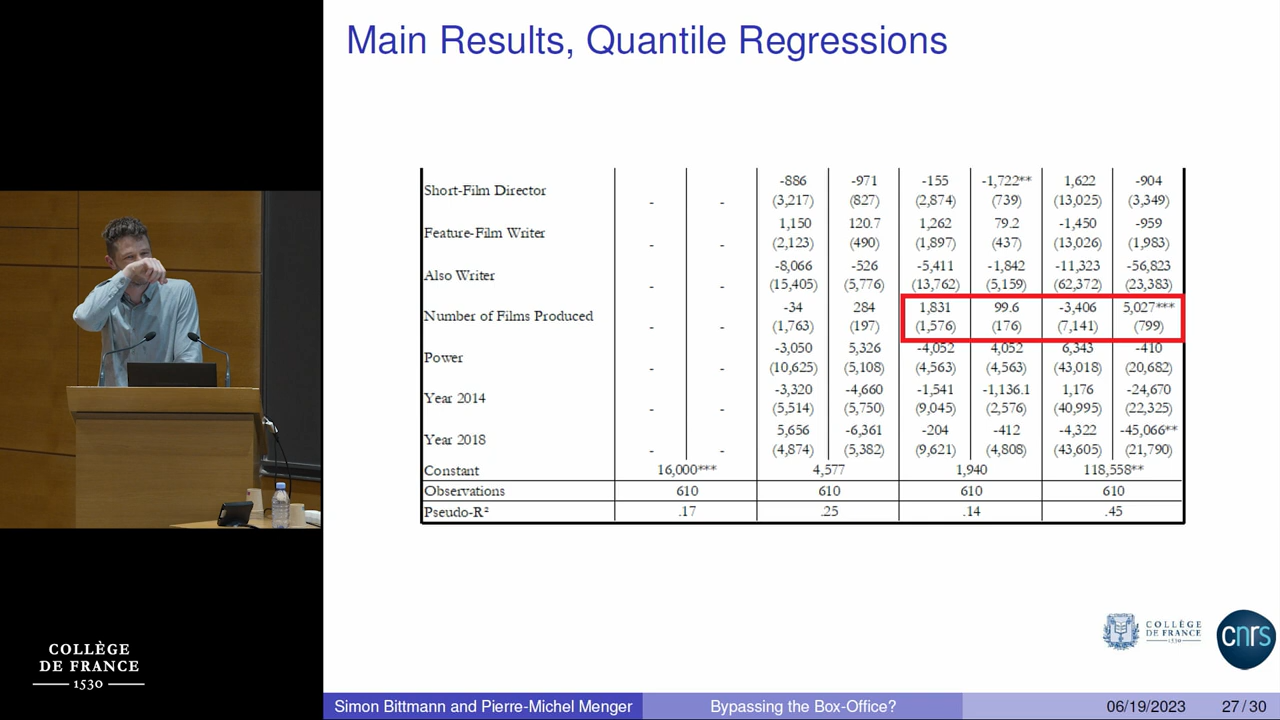 Main Results, Quantile Regressions
-886 -971 -155 -1,722** 1,622 -904
Short-Film Director - - (3,217) (827) (2,874) (739) (13,025) (3,349)
1,150 120.7 1,262 79.2 -1,450 -959
Feature-Film Writer - - (2,123) (490) (1,897) (437) (13,026) (1,983)
-8,066 -526 -5,411 -1,842 -11,323 -56,823
Also Writer - - (15,405) (5,776) (13,762) (5,159) (62,372) (23,383)
-34 284 1,831 99.6 -3,406 5,027***
Number of Films Produced - - (1,763) (197) (1,576) (176) (7,141) (799)
-3,050 5,326 -4,052 4,052 6,343 -410
Power - - (10,625) (5,108) (4,563) (4,563) (43,018) (20,682)
-3,320 -4,660 -1,541 -1,136.1 1,176 -24,670
Year 2014 - - (5,514) (5,750) (9,045) (2,576) (40,995) (22,325)
5,656 -6,361 -204 -412 -4,322 -45,066**
Year 2018 - - (4,874) (5,382) (9,621) (4,808) (43,605) (21,790)
Constant 16,000*** 4,577 1,940 118,558**
Observations 610 610 610 610
Pseudo-R² .17 .25 .14 .45
COLLÈGE
DE FRANCE
1530
COLLÈGE
DE FRANCE
1530
cnrs
Simon Bittmann and Pierre-Michel Menger Bypassing the Box-Office? 06/19/2023 27/30